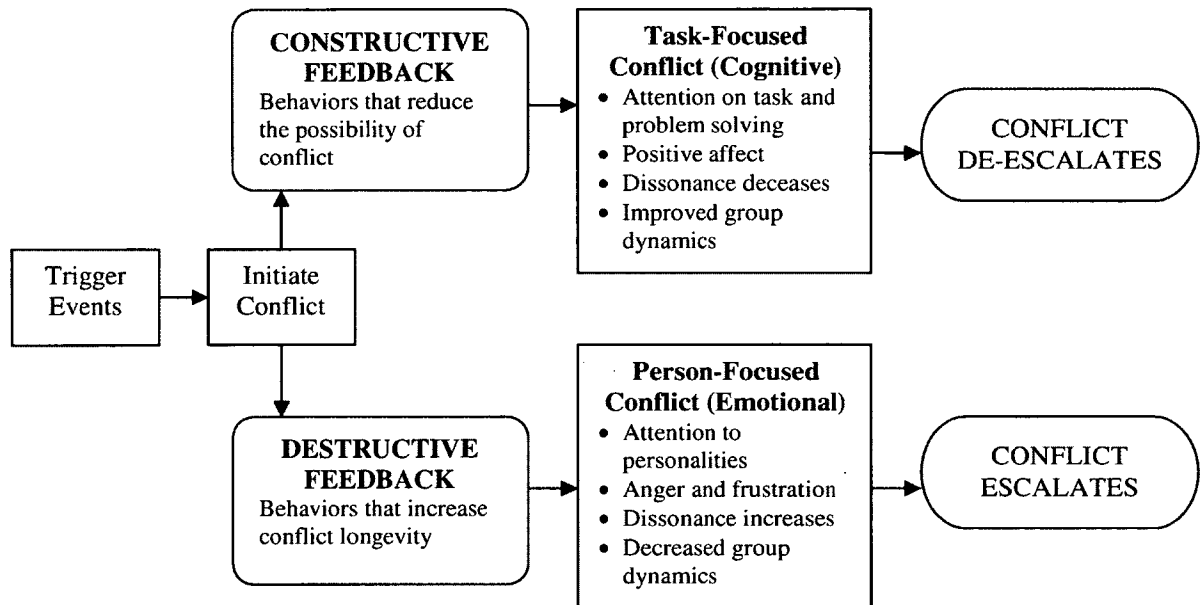 CONSTRUCTIVE
FEEDBACK
Behaviors that reduce
the possibility of
conflict
Task-Focused
Conflict (Cognitive)
• Attention on task and
problem solving
• Positive affect
• Dissonance deceases
• Improved group
dynamics
CONFLICT
DE-ESCALATES
Trigger
Events
Initiate
Conflict
DESTRUCTIVE
FEEDBACK
Behaviors that increase
conflict longevity
Person-Focused
Conflict (Emotional)
• Attention to
personalities
• Anger and frustration
• Dissonance increases
• Decreased group
dynamics
CONFLICT
ESCALATES